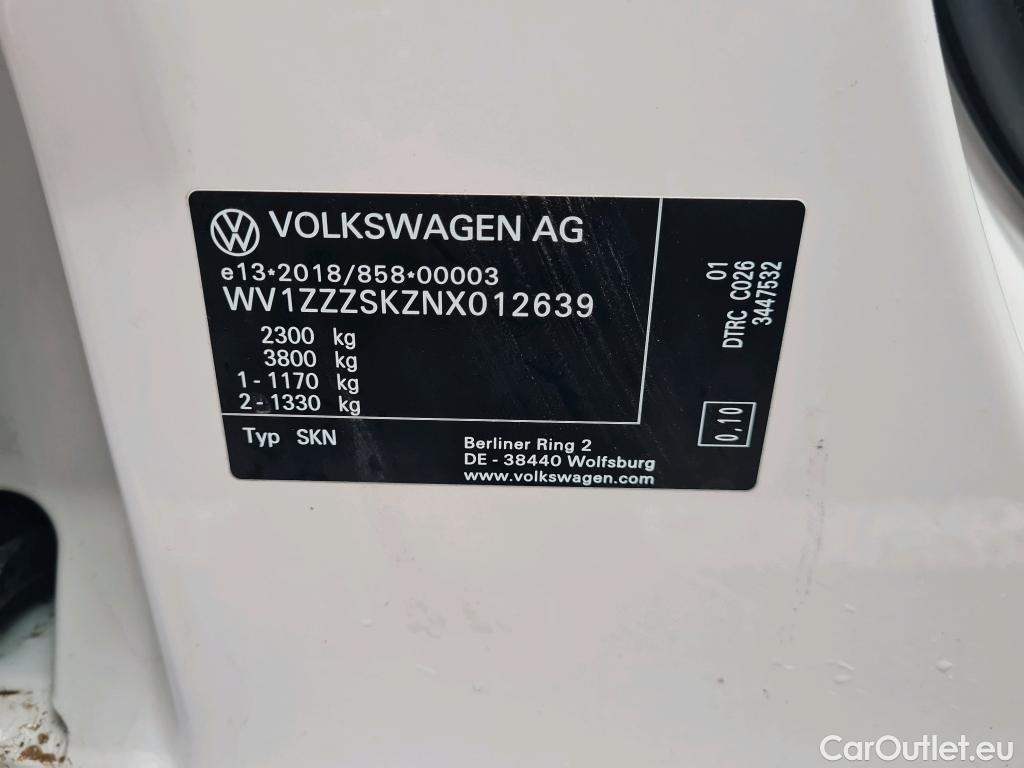 VOLKSWAGEN AG
e13*2018/858*00003
WV1ZZZSKZNX012639
2300 kg
3800 kg
1 - 1170 kg
2 - 1330 kg
Typ SKN
Berliner Ring 2
DE - 38440 Wolfsburg
www.volkswagen.com
01
DTRC C026
3447532
0,10
CarOutlet.eu